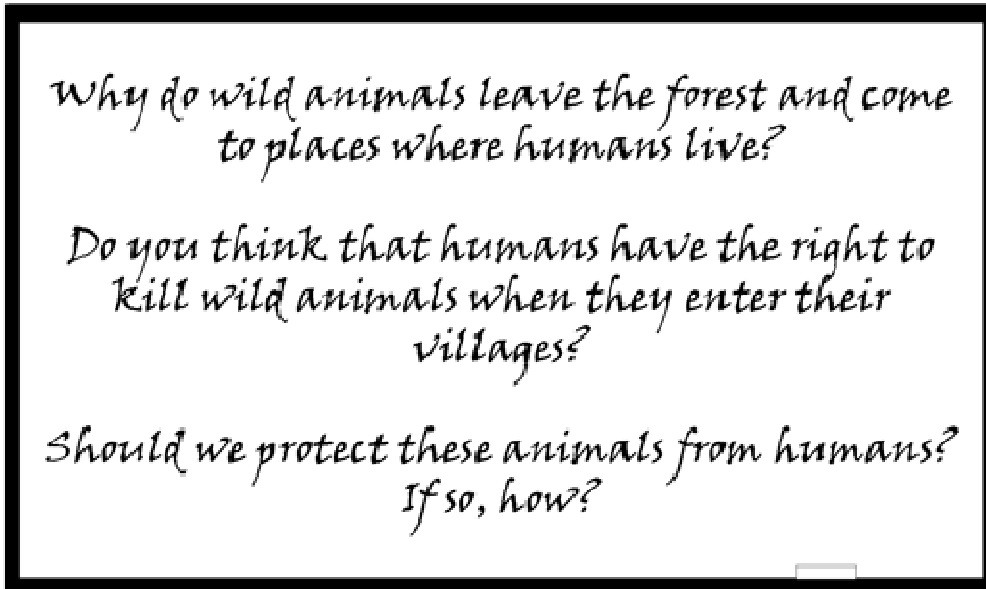 Why do wild animals leave the forest and come
to places where humans live?
Do you think that humans have the right to
kill wild animals when they enter their
villages?
Should we protect these animals from humans?
If so, how?